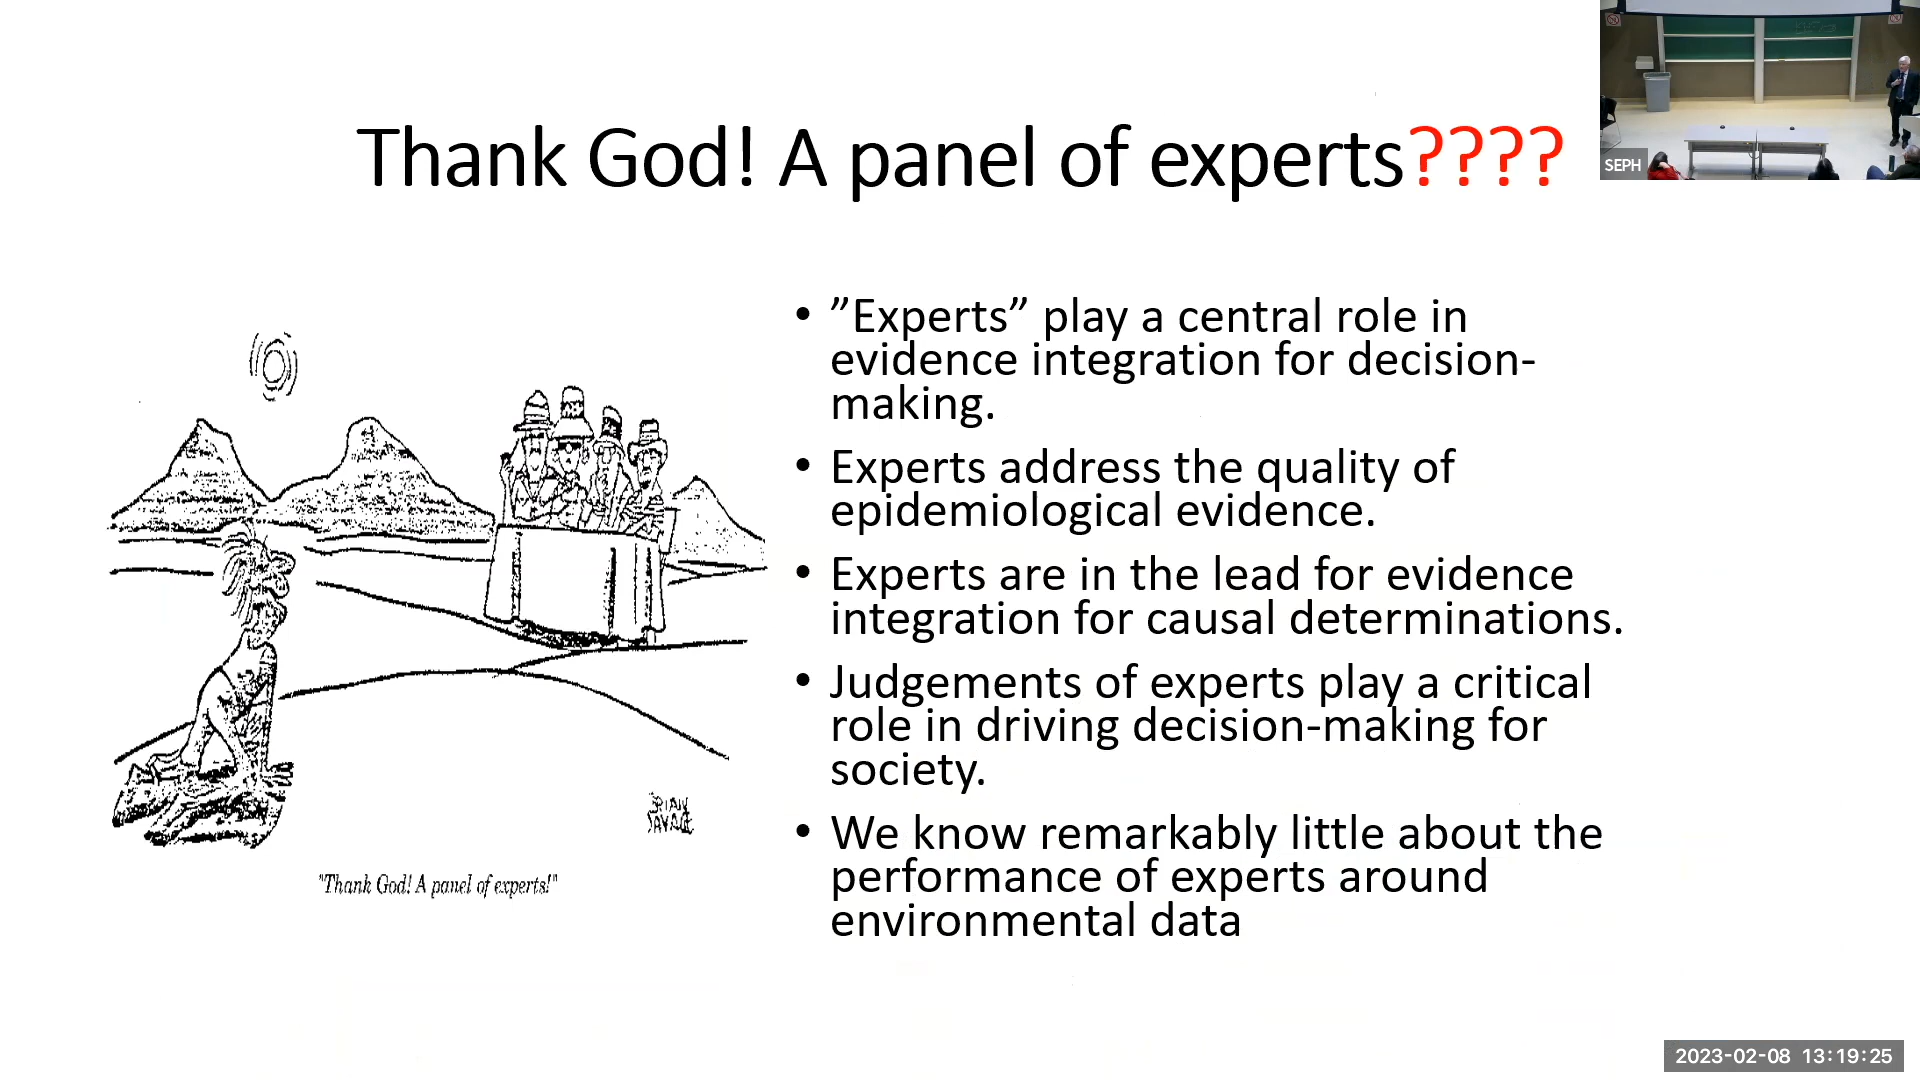 Thank God! A panel of experts????
SEPH
• ”Experts” play a central role in
evidence integration for decision-
making.
• Experts address the quality of
epidemiological evidence.
• Experts are in the lead for evidence
integration for causal determinations.
• Judgements of experts play a critical
role in driving decision-making for
society.
• We know remarkably little about the
performance of experts around
environmental data
BRIAN
SAVAGE
"Thank God! A panel of experts!"
2023-02-08 13:19:25